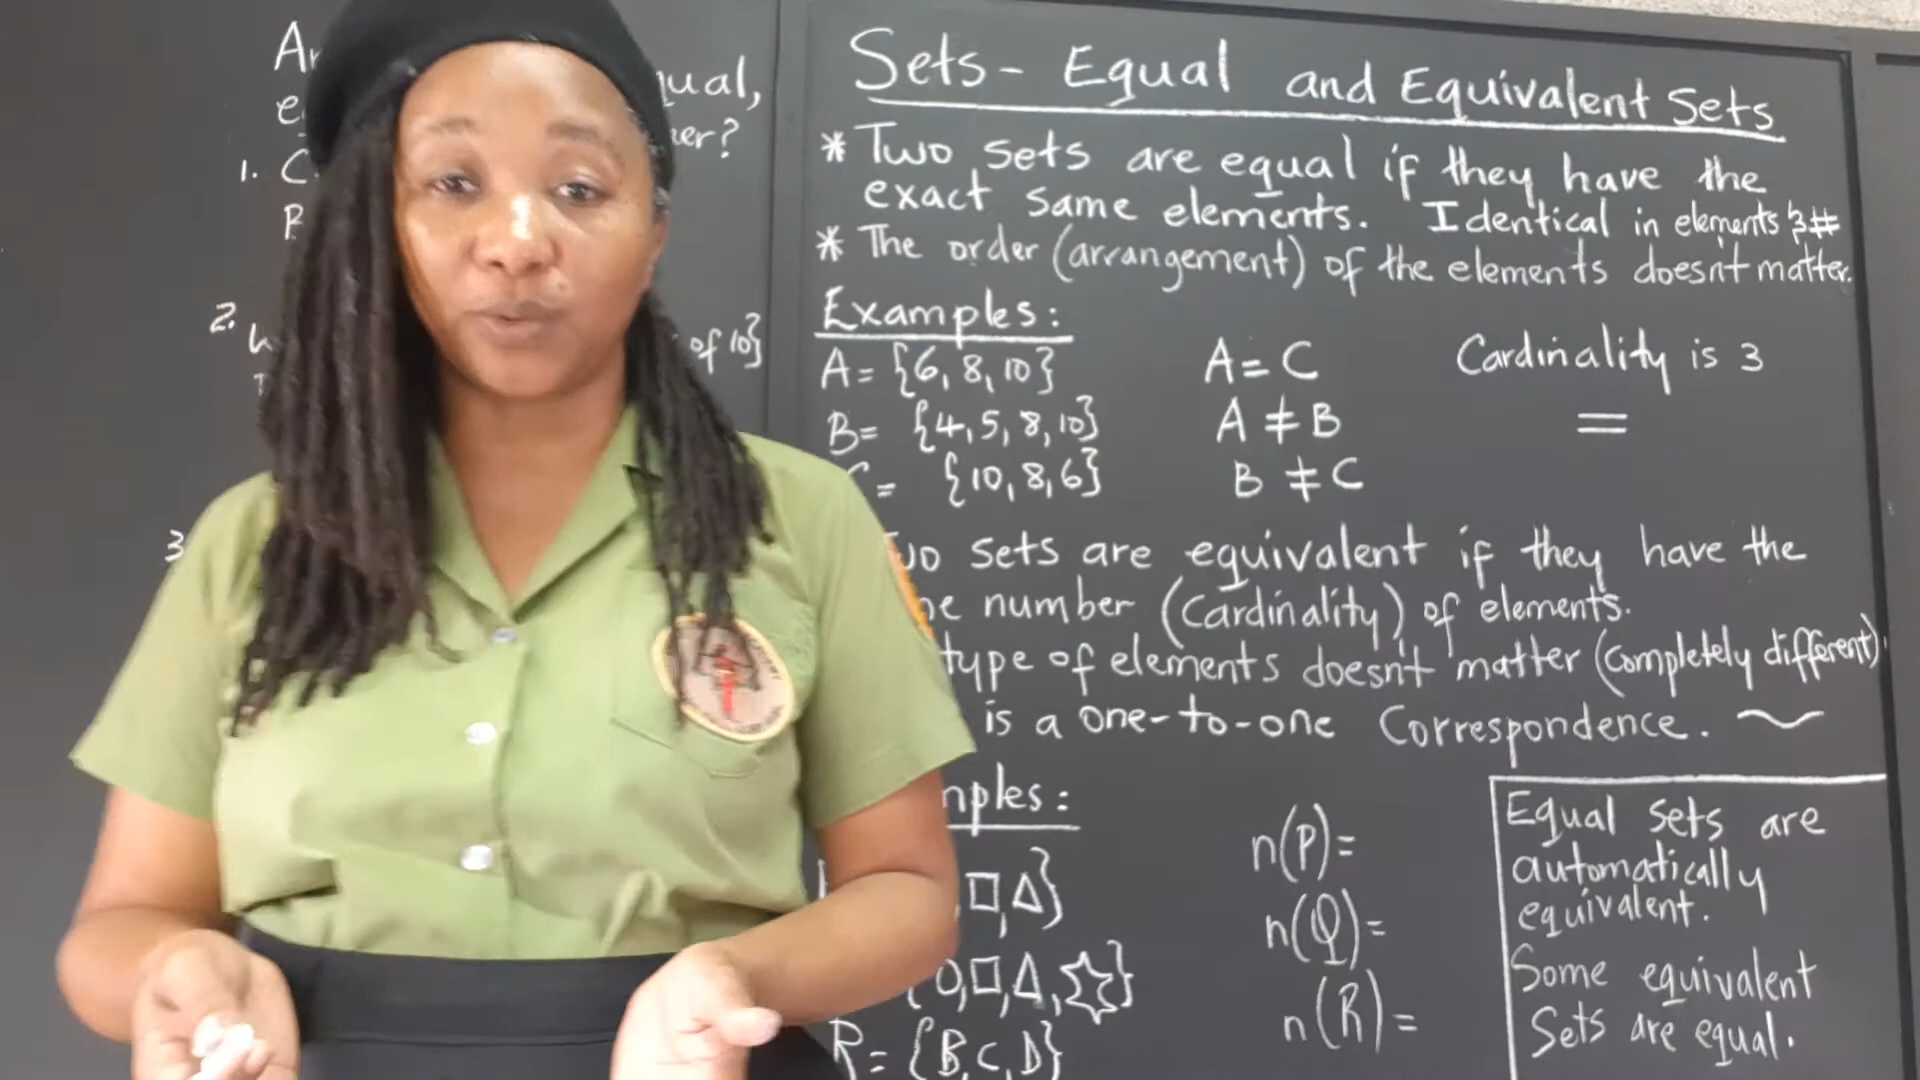 Sets - Equal and Equivalent Sets
* Two sets are equal if they have the
exact same elements. Identical in elements & #
* The order (arrangement) of the elements doesn't matter.
Examples:
A = {6, 8, 10}
B = {4, 5, 8, 10}
= {10, 8, 6}
A = C
A ≠ B
B ≠ C
Cardinality is 3
=
sets are equivalent if they have the
number (Cardinality) of elements.
type of elements doesn't matter (completely different).
is a one-to-one Correspondence. ~
:
, □, Δ}
{O, □, Δ, ☆}
R = {B, C, D}
n(P) =
n(Q) =
n(R) =
Equal sets are
automatically
equivalent.
Some equivalent
Sets are equal.
1.
2.
of 10}
3